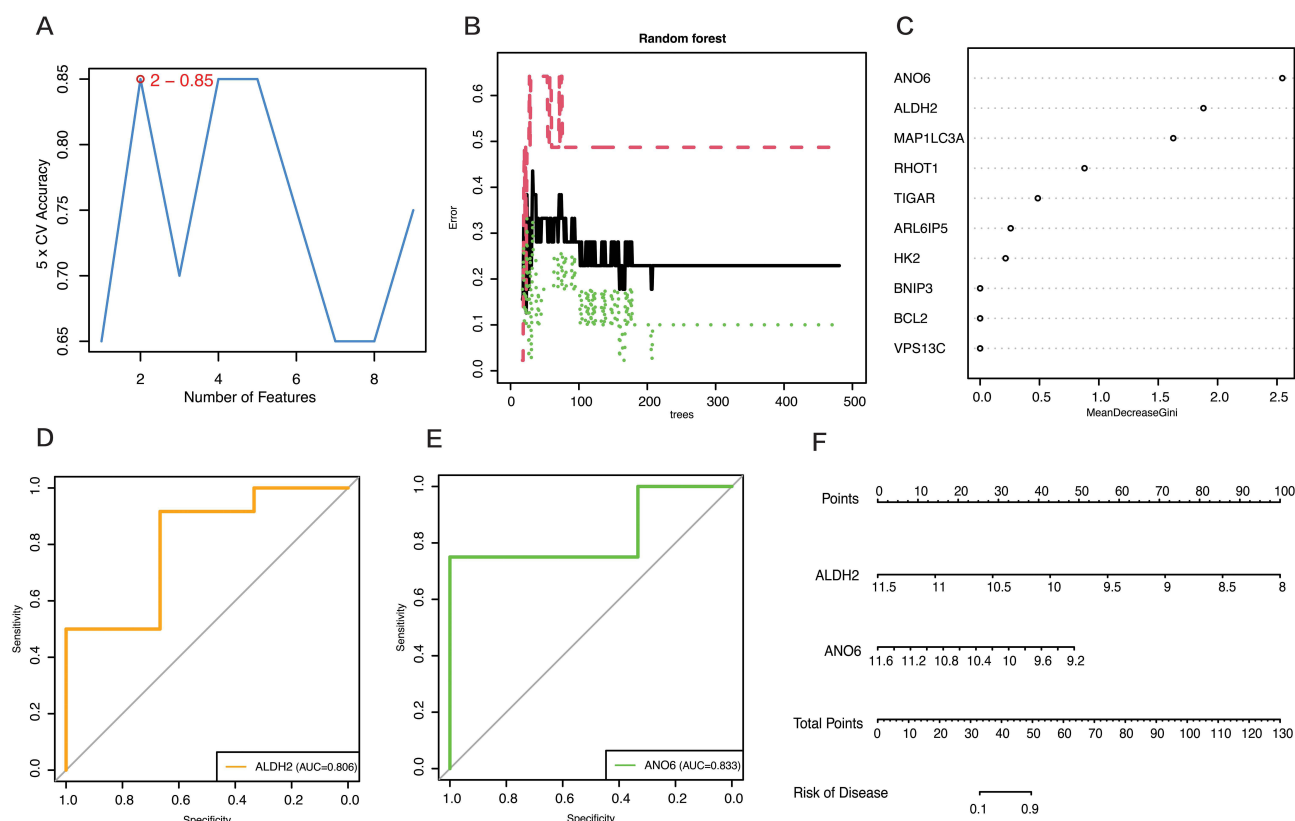 A
0.85
0.80
0.75
0.70
0.65
5 x CV Accuracy
2 – 0.85
2
4
6
8
Number of Features
B
Random forest
0.6
0.5
0.4
0.3
0.2
0.1
0.0
Error
0
100
200
300
400
500
trees
C
ANO6
ALDH2
MAP1LC3A
RHOT1
TIGAR
ARL6IP5
HK2
BNIP3
BCL2
VPS13C
0.0
0.5
1.0
1.5
2.0
2.5
MeanDecreaseGini
D
1.0
0.8
0.6
0.4
0.2
0.0
Sensitivity
ALDH2 (AUC=0.806)
1.0
0.8
0.6
0.4
0.2
0.0
Specificity
E
1.0
0.8
0.6
0.4
0.2
0.0
Sensitivity
ANO6 (AUC=0.833)
1.0
0.8
0.6
0.4
0.2
0.0
Specificity
F
Points
0 10 20 30 40 50 60 70 80 90 100
ALDH2
11.5 11 10.5 10 9.5 9 8.5 8
ANO6
11.6 11.2 10.8 10.4 10 9.6 9.2
Total Points
0 10 20 30 40 50 60 70 80 90 100 110 120 130
Risk of Disease
0.1 0.9